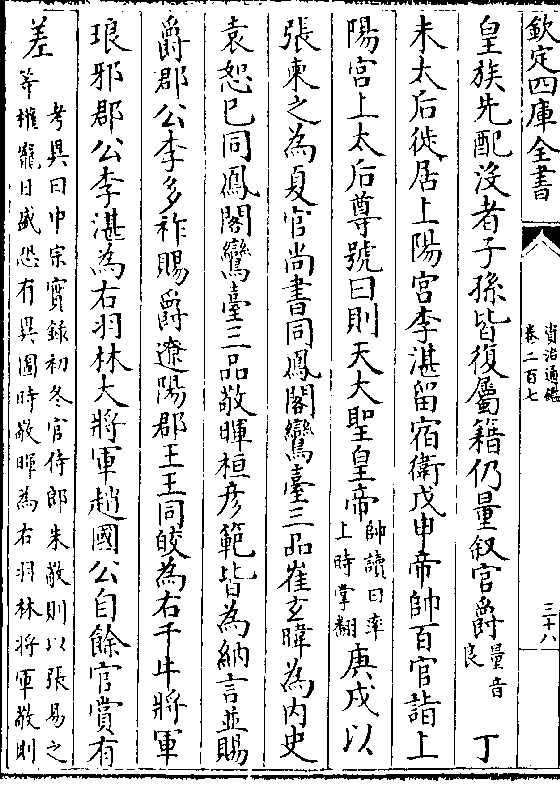 欽定四庫全書
資治通鑑
卷二百七
三十八
皇族先配没者子孫皆復屬籍仍量叙官爵量音良丁
未太后徙居上陽宫李湛留宿衛戊申帝帥百官詣上
陽宫上太后尊號曰則天大聖皇帝帥讀曰率上時掌翻庚戌以
張柬之為夏官尚書同鳳閣鸞臺三品崔玄暐為内史
袁恕已同鳳閣鸞臺三品敬暉桓彦範皆為納言並賜
爵郡公李多祚賜爵遼陽郡王王同皎為右千牛將軍
琅邪郡公李湛為右羽林大將軍趙國公自餘官賞有
差考異曰中宗實録初冬官侍郎朱敬則以張易之等權寵日盛恐有異圖時敬暉為右羽林將軍敬則